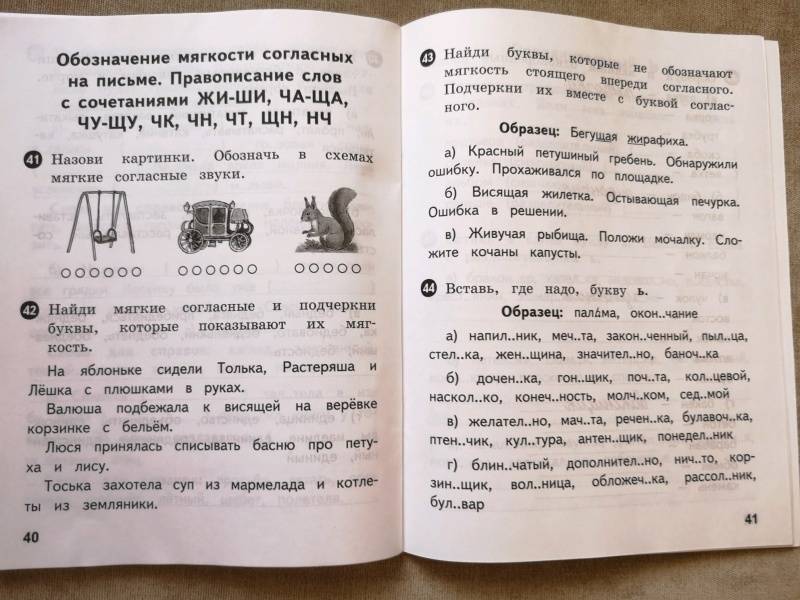 Обозначение мягкости согласных
на письме. Правописание слов
с сочетаниями ЖИ-ШИ, ЧА-ЩА,
ЧУ-ЩУ, ЧК, ЧН, ЧТ, ЩН, НЧ
41 Назови картинки. Обозначь в схемах
мягкие согласные звуки.
42 Найди мягкие согласные и подчеркни
буквы, которые показывают их мяг-
кость.
На яблоньке сидели Толька, Растеряша и
Лёшка с плюшками в руках.
Валюша подбежала к висящей на верёвке
корзинке с бельём.
Люся принялась списывать басню про пету-
ха и лису.
Тоська захотела суп из мармелада и котле-
ты из земляники.
40
43 Найди буквы, которые не обозначают
мягкость стоящего впереди согласного.
Подчеркни их вместе с буквой соглас-
ного.
Образец: Бегущая жирафиха.
а) Красный петушиный гребень. Обнаружили
ошибку. Прохаживался по площадке.
б) Висящая жилетка. Остывающая печурка.
Ошибка в решении.
в) Живучая рыбища. Положи мочалку. Сло-
жите кочаны капусты.
44 Вставь, где надо, букву ь.
Образец: пальма, окон..чание
а) напил..ник, меч..та, закон..ченный, пыл..ца,
стел..ка, жен..щина, значител..но, баноч..ка
б) дочен..ка, гон..щик, поч..та, кол..цевой,
наскол..ко, конеч..ность, молч..ком, сед..мой
в) желател..но, мач..та, речен..ка, булавоч..ка,
птен..чик, кул..тура, антен..щик, понедел..ник
г) блин..чатый, дополнител..но, нич..то, кор-
зин..щик, вол..ница, обложеч..ка, рассол..ник,
бул..вар
41